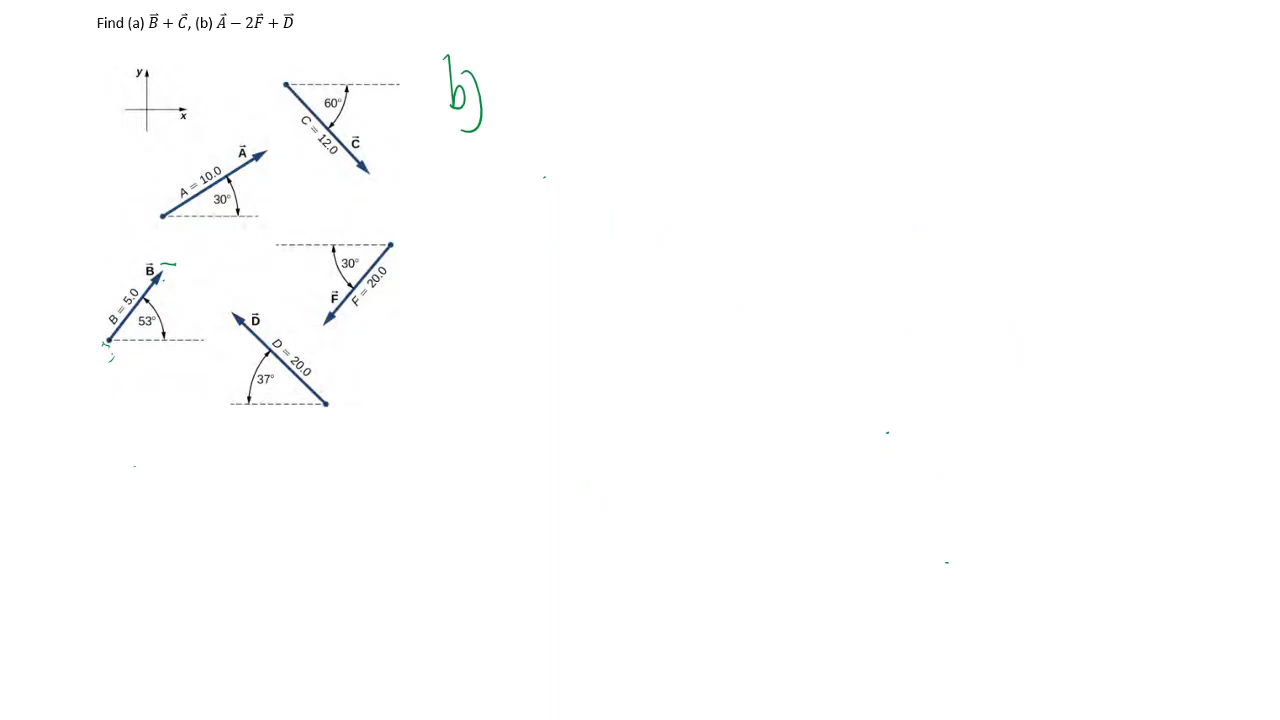 Find (a) B⃗ + C⃗, (b) A⃗ − 2F⃗ + D⃗
b)
y
x
60°
C = 12.0
C⃗
A⃗
A = 10.0
30°
30°
F⃗
F = 20.0
B⃗
B = 5.0
53°
D⃗
D = 20.0
37°